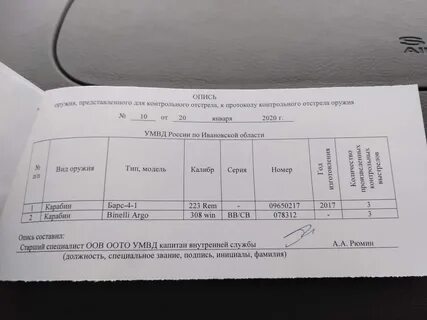 ОПИСЬ
оружия, представленного для контрольного отстрела, к протоколу контрольного отстрела оружия
№ 10 от 20 января 2020 г.
УМВД России по Ивановской области
№ п/п Вид оружия Тип, модель Калибр Серия Номер Год изготовления Количество произведенных контрольных выстрелов
1 Карабин Барс-4-1 223 Rem - 09650217 2017 3
2 Карабин Binelli Argo 308 win BB/CB 078312 - 3
Опись составил:
Старший специалист ООВ ООТО УМВД капитан внутренней службы А.А. Рюмин
(должность, специальное звание, подпись, инициалы, фамилия)